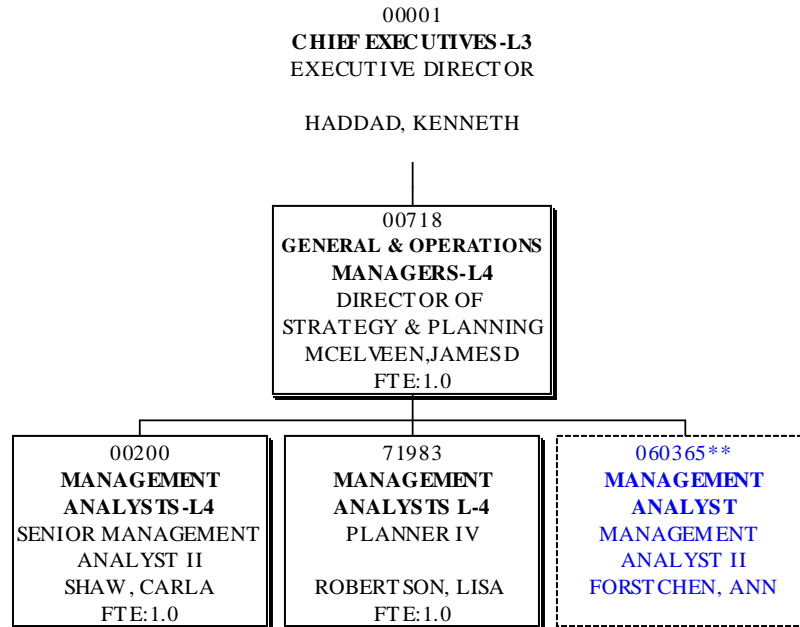 00001
CHIEF EXECUTIVES-L3
EXECUTIVE DIRECTOR
HADDAD, KENNETH
00718
GENERAL & OPERATIONS
MANAGERS-L4
DIRECTOR OF
STRATEGY & PLANNING
MCELVEEN,JAMES D
FTE:1.0
00200
MANAGEMENT
ANALYSTS-L4
SENIOR MANAGEMENT
ANALYST II
SHAW, CARLA
FTE:1.0
71983
MANAGEMENT
ANALYSTS L-4
PLANNER IV
ROBERTSON, LISA
FTE:1.0
060365**
MANAGEMENT
ANALYST
MANAGEMENT
ANALYST II
FORSTCHEN, ANN